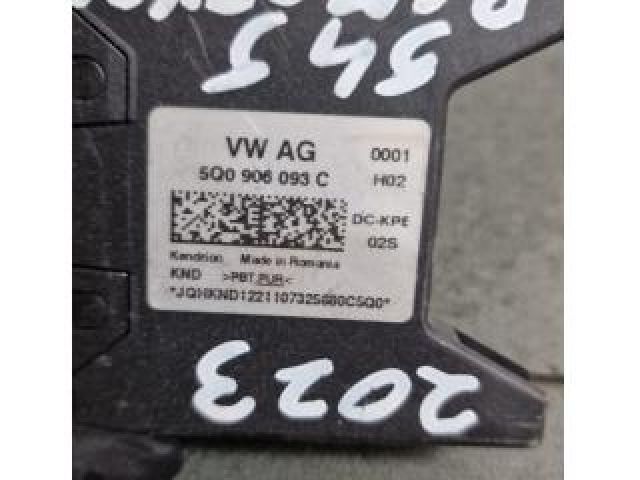 545
VW AG 0001
5Q0 906 093 C H02
DC-KPE
02S
Kendrion Made in Romania
KND >PBT,PUR<
2023